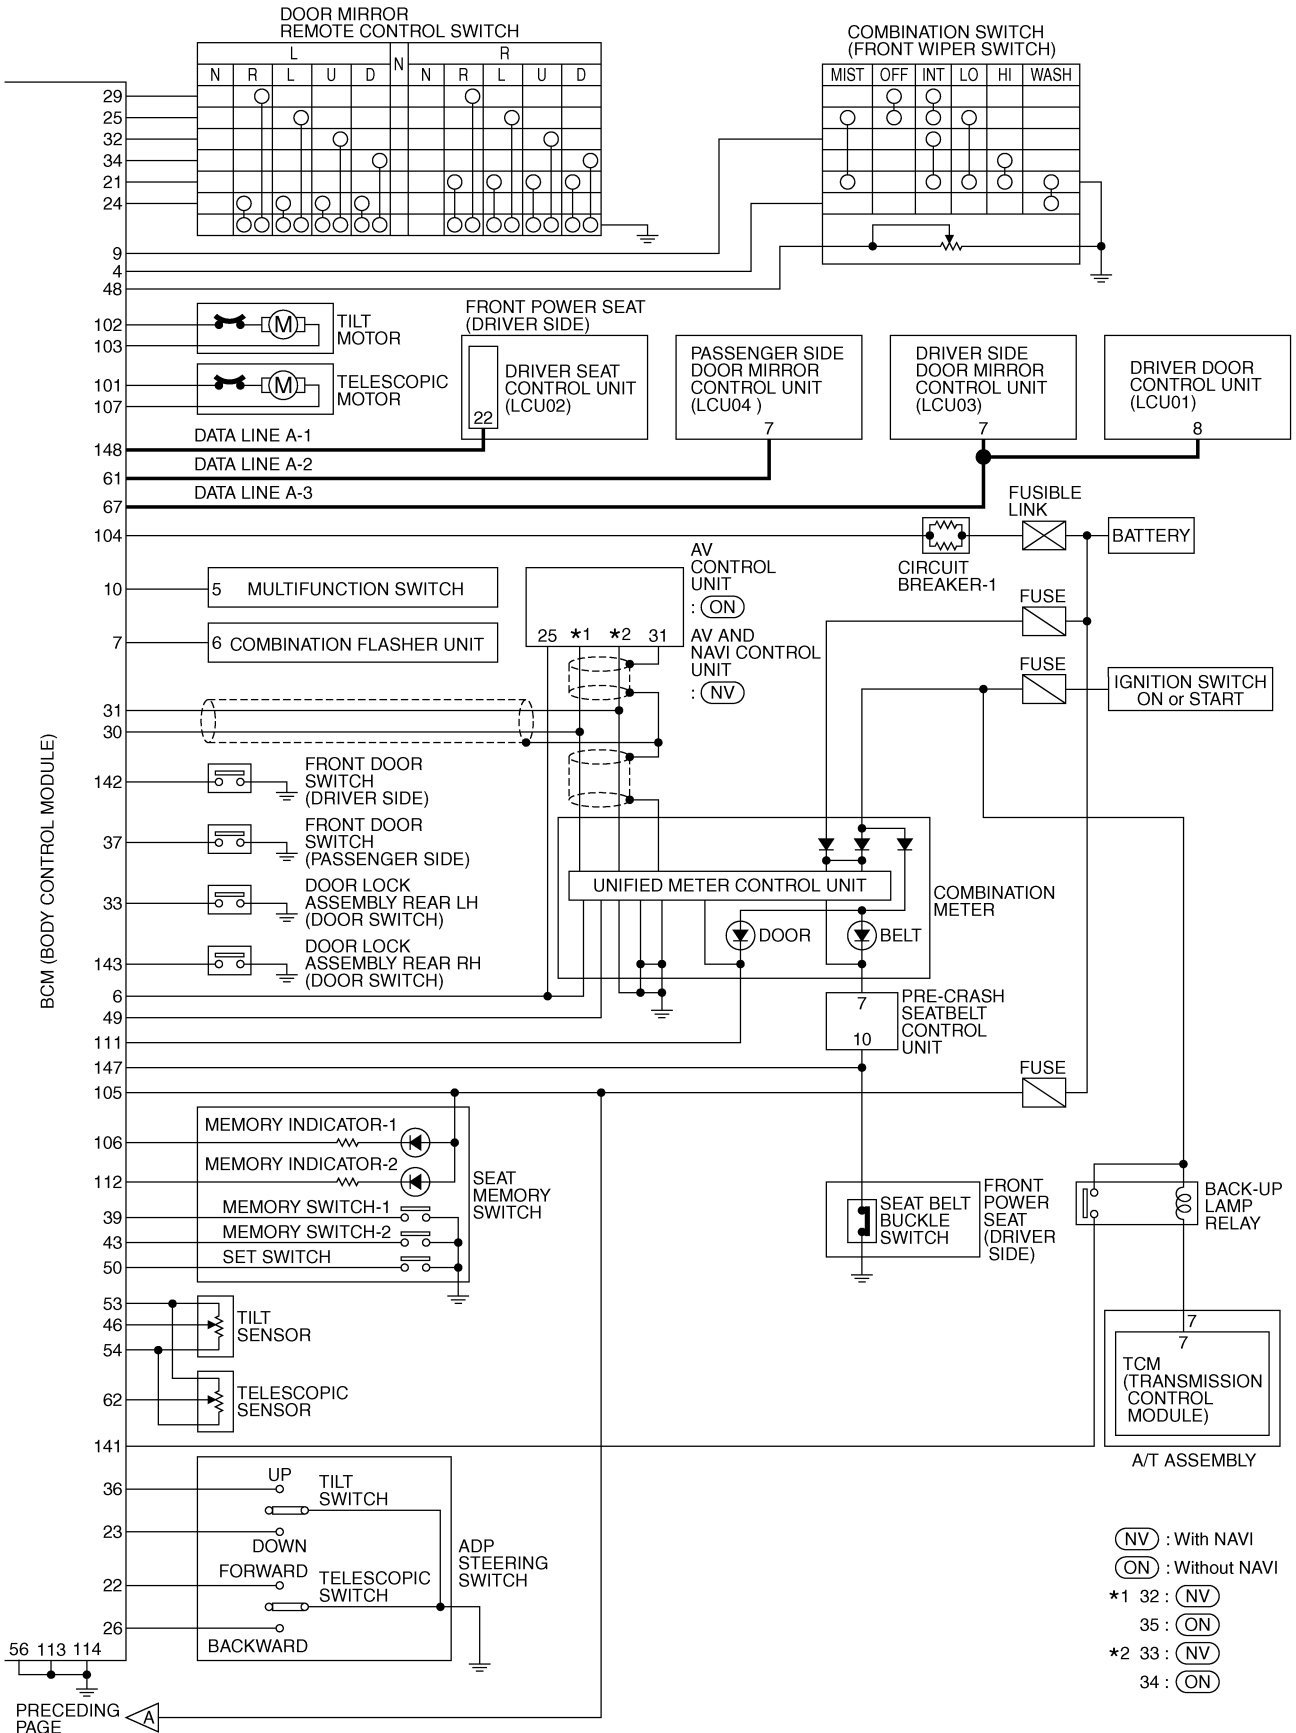 DOOR MIRROR
REMOTE CONTROL SWITCH
L
N
R
N R L U D
N R L U D
29
25
32
34
21
24
COMBINATION SWITCH
(FRONT WIPER SWITCH)
MIST OFF INT LO HI WASH
9
4
48
102
103
TILT
MOTOR
101
107
TELESCOPIC
MOTOR
FRONT POWER SEAT
(DRIVER SIDE)
22
DRIVER SEAT
CONTROL UNIT
(LCU02)
PASSENGER SIDE
DOOR MIRROR
CONTROL UNIT
(LCU04 )
7
DRIVER SIDE
DOOR MIRROR
CONTROL UNIT
(LCU03)
7
DRIVER DOOR
CONTROL UNIT
(LCU01)
8
DATA LINE A-1
148
DATA LINE A-2
61
DATA LINE A-3
67
104
CIRCUIT
BREAKER-1
FUSIBLE
LINK
BATTERY
FUSE
FUSE
IGNITION SWITCH
ON or START
10
5 MULTIFUNCTION SWITCH
7
6 COMBINATION FLASHER UNIT
25 *1 *2 31
AV
CONTROL
UNIT
: ON
AV AND
NAVI CONTROL
UNIT
: NV
31
30
BCM (BODY CONTROL MODULE)
142
FRONT DOOR
SWITCH
(DRIVER SIDE)
37
FRONT DOOR
SWITCH
(PASSENGER SIDE)
33
DOOR LOCK
ASSEMBLY REAR LH
(DOOR SWITCH)
143
DOOR LOCK
ASSEMBLY REAR RH
(DOOR SWITCH)
UNIFIED METER CONTROL UNIT
COMBINATION
METER
DOOR
BELT
6
49
111
147
105
7
10
PRE-CRASH
SEATBELT
CONTROL
UNIT
FUSE
106
MEMORY INDICATOR-1
112
MEMORY INDICATOR-2
39
MEMORY SWITCH-1
43
MEMORY SWITCH-2
50
SET SWITCH
SEAT
MEMORY
SWITCH
SEAT BELT
BUCKLE
SWITCH
FRONT
POWER
SEAT
(DRIVER
SIDE)
BACK-UP
LAMP
RELAY
53
46
54
TILT
SENSOR
62
TELESCOPIC
SENSOR
141
7
7
TCM
(TRANSMISSION
CONTROL
MODULE)
A/T ASSEMBLY
36
UP
TILT
SWITCH
23
DOWN
22
FORWARD
TELESCOPIC
SWITCH
26
BACKWARD
ADP
STEERING
SWITCH
56 113 114
PRECEDING
PAGE
A
NV : With NAVI
ON : Without NAVI
*1 32 : NV
35 : ON
*2 33 : NV
34 : ON